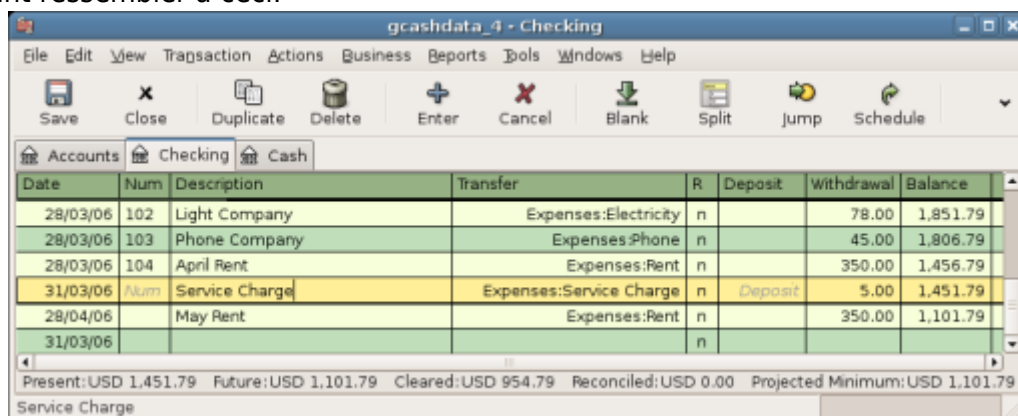 gcashdata_4 - Checking
File Edit View Transaction Actions Business Reports Tools Windows Help
Save Close Duplicate Delete Enter Cancel Blank Split Jump Schedule
Accounts Checking Cash
Date Num Description Transfer R Deposit Withdrawal Balance
28/03/06 102 Light Company Expenses:Electricity n 78.00 1,851.79
28/03/06 103 Phone Company Expenses:Phone n 45.00 1,806.79
28/03/06 104 April Rent Expenses:Rent n 350.00 1,456.79
31/03/06 Num Service Charge Expenses:Service Charge n Deposit 5.00 1,451.79
28/04/06 May Rent Expenses:Rent n 350.00 1,101.79
31/03/06 n
Present:USD 1,451.79 Future:USD 1,101.79 Cleared:USD 954.79 Reconciled:USD 0.00 Projected Minimum:USD 1,101.79
Service Charge